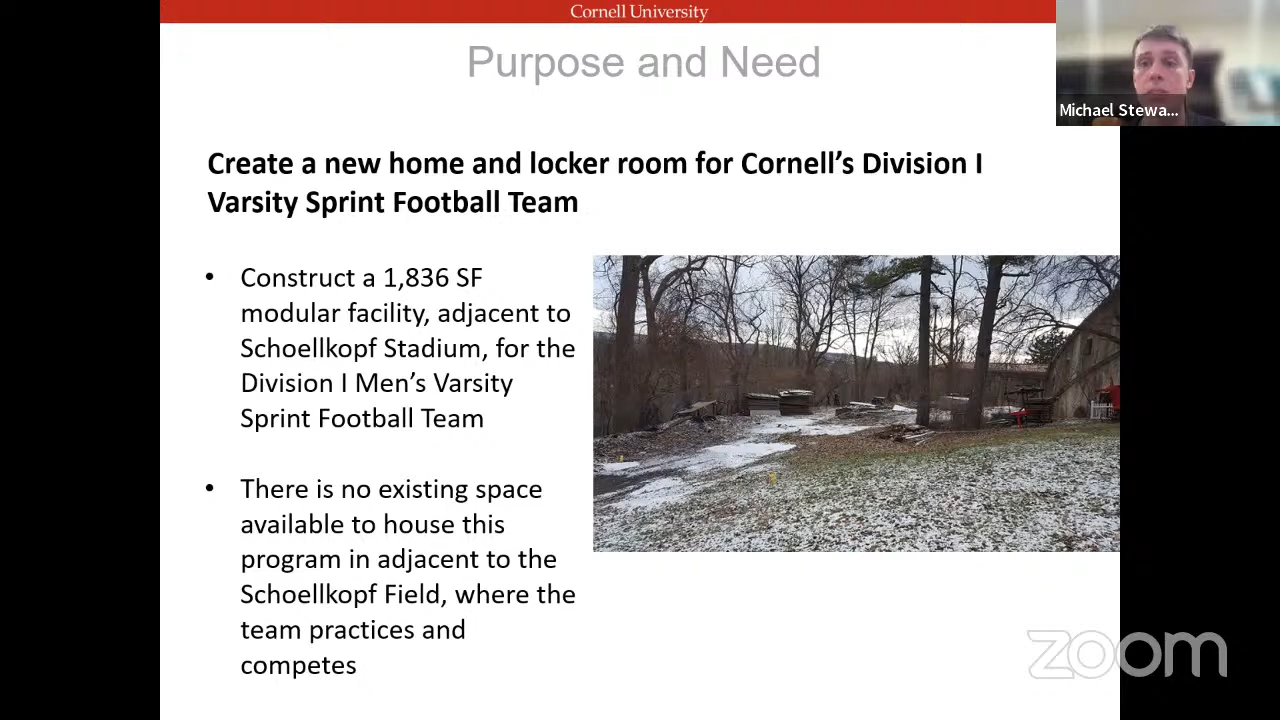 Cornell University
Purpose and Need
Michael Stewa...
Create a new home and locker room for Cornell’s Division I
Varsity Sprint Football Team
• Construct a 1,836 SF
modular facility, adjacent to
Schoellkopf Stadium, for the
Division I Men’s Varsity
Sprint Football Team
• There is no existing space
available to house this
program in adjacent to the
Schoellkopf Field, where the
team practices and
competes
zoom